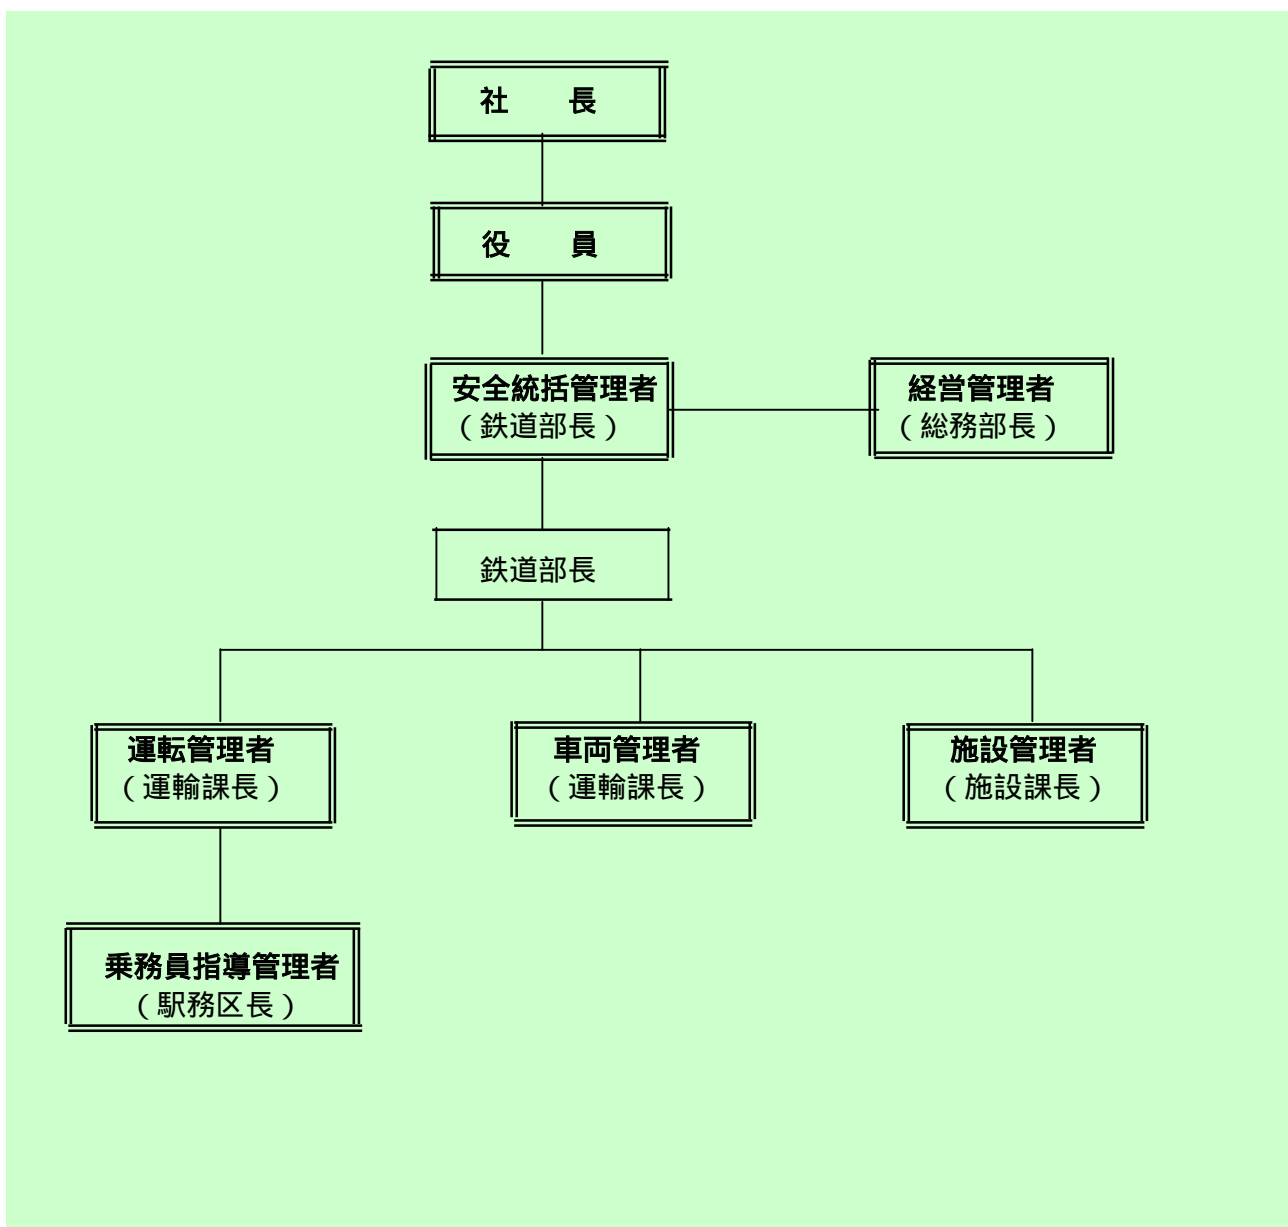 社　　長
役　　員
安全統括管理者
（鉄道部長）
経営管理者
（総務部長）
鉄道部長
運転管理者
（運輸課長）
車両管理者
（運輸課長）
施設管理者
（施設課長）
乗務員指導管理者
（駅務区長）